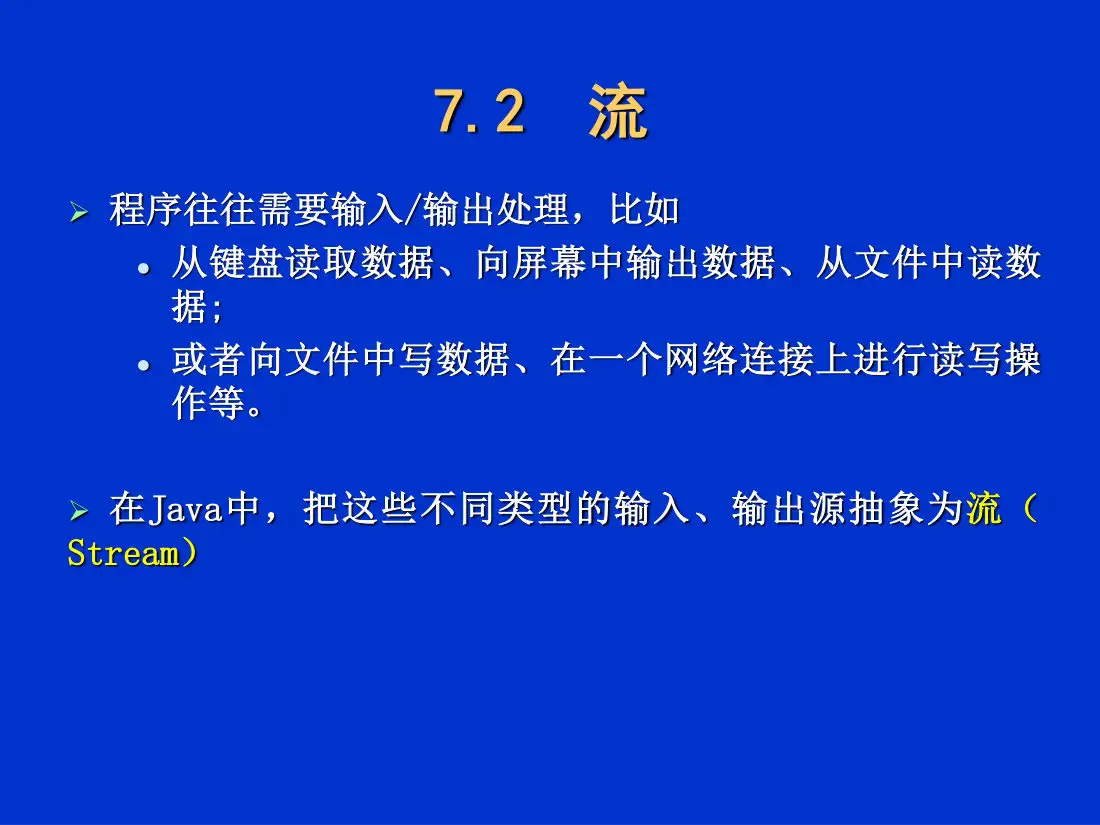 7.2 流
程序往往需要输入/输出处理，比如
从键盘读取数据、向屏幕中输出数据、从文件中读数
据;
或者向文件中写数据、在一个网络连接上进行读写操
作等。
在Java中，把这些不同类型的输入、输出源抽象为流（
Stream）